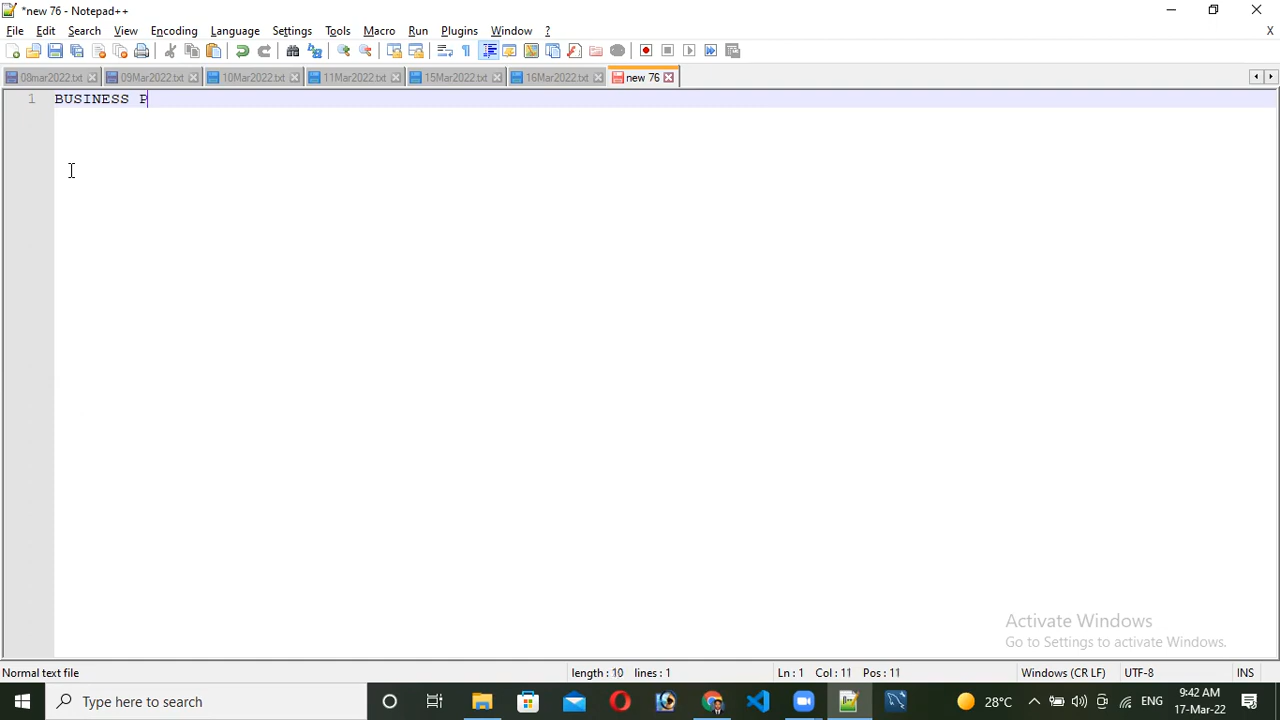 *new 76 - Notepad++
File Edit Search View Encoding Language Settings Tools Macro Run Plugins Window ? X
08mar2022.txt 09Mar2022.txt 10Mar2022.txt 11Mar2022.txt 15Mar2022.txt 16Mar2022.txt new 76
1 BUSINESS P
Activate Windows
Go to Settings to activate Windows.
Normal text file length : 10 lines : 1 Ln : 1 Col : 11 Pos : 11 Windows (CR LF) UTF-8 INS
Type here to search 28°C ENG 9:42 AM
17-Mar-22